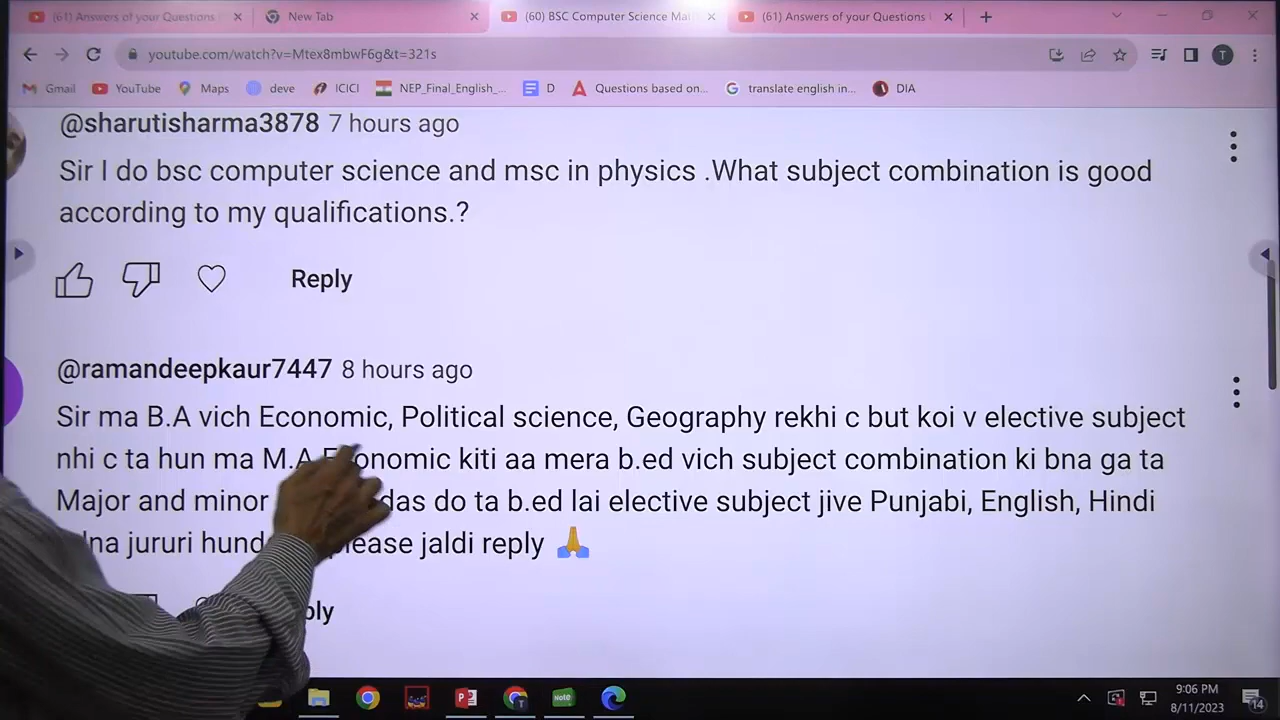 (61) Answers of your Questions
New Tab
(60) BSC Computer Science Ma
(61) Answers of your Questions
youtube.com/watch?v=Mtex8mbwF6g&t=321s
T
Gmail
YouTube
Maps
deve
ICICI
NEP_Final_English_...
D
Questions based on...
translate english in...
DIA
@sharutisharma3878 7 hours ago
Sir I do bsc computer science and msc in physics .What subject combination is good
according to my qualifications.?
Reply
@ramandeepkaur7447 8 hours ago
Sir ma B.A vich Economic, Political science, Geography rekhi c but koi v elective subject
nhi c ta hun ma M.A Economic kiti aa mera b.ed vich subject combination ki bna ga ta
Major and minor das do ta b.ed lai elective subject jive Punjabi, English, Hindi
jururi please jaldi reply 🙏
9:06 PM
8/11/2023
14